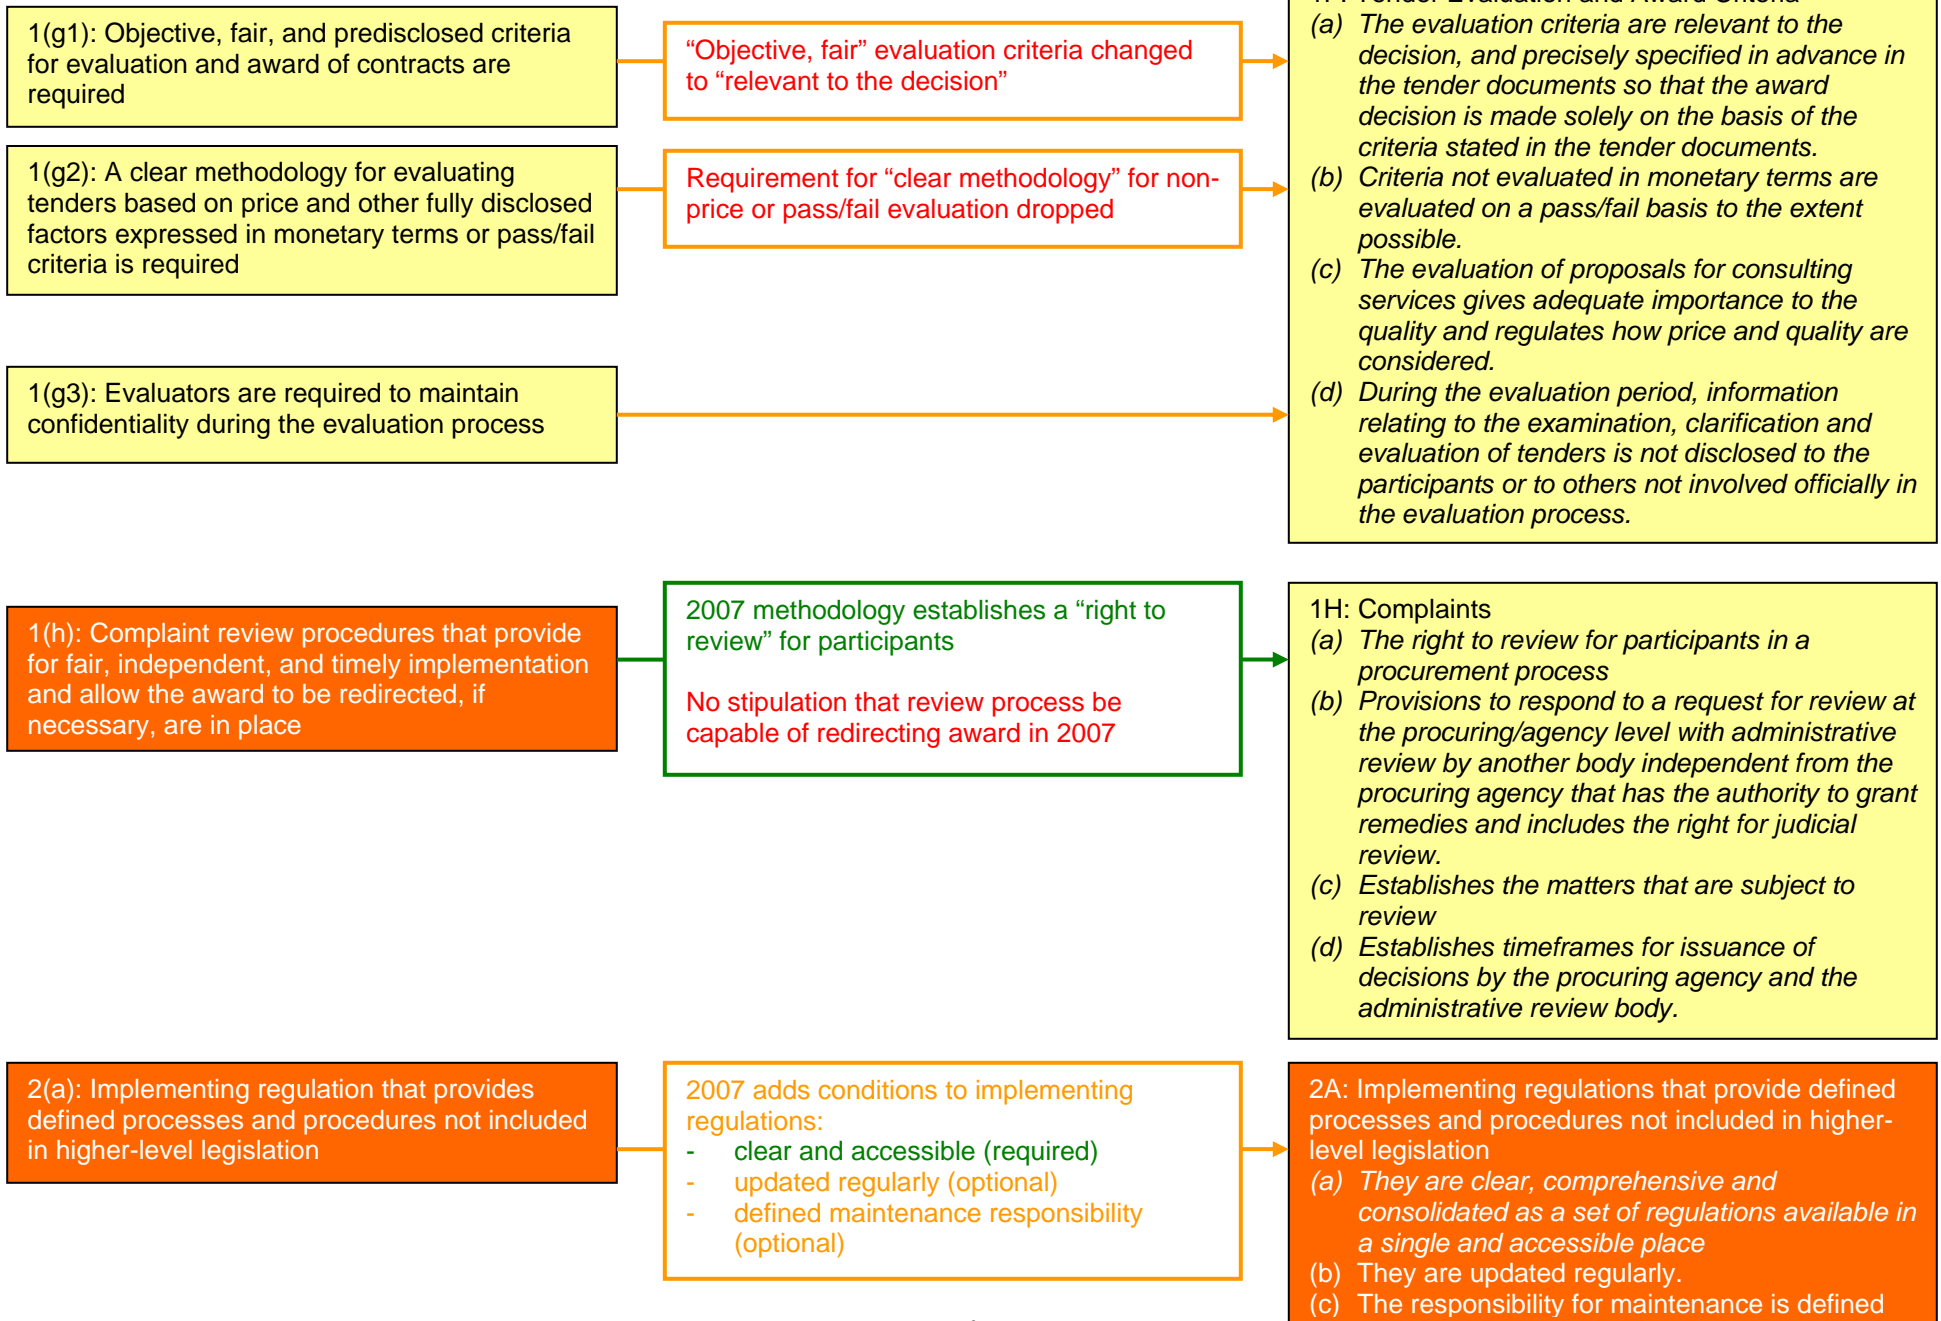 1(g1): Objective, fair, and predisclosed criteria
for evaluation and award of contracts are
required
“Objective, fair” evaluation criteria changed
to “relevant to the decision”
(a) The evaluation criteria are relevant to the
decision, and precisely specified in advance in
the tender documents so that the award
decision is made solely on the basis of the
criteria stated in the tender documents.
(b) Criteria not evaluated in monetary terms are
evaluated on a pass/fail basis to the extent
possible.
(c) The evaluation of proposals for consulting
services gives adequate importance to the
quality and regulates how price and quality are
considered.
(d) During the evaluation period, information
relating to the examination, clarification and
evaluation of tenders is not disclosed to the
participants or to others not involved officially in
the evaluation process.
1(g2): A clear methodology for evaluating
tenders based on price and other fully disclosed
factors expressed in monetary terms or pass/fail
criteria is required
Requirement for “clear methodology” for non-
price or pass/fail evaluation dropped
1(g3): Evaluators are required to maintain
confidentiality during the evaluation process
1(h): Complaint review procedures that provide
for fair, independent, and timely implementation
and allow the award to be redirected, if
necessary, are in place
2007 methodology establishes a “right to
review” for participants
No stipulation that review process be
capable of redirecting award in 2007
1H: Complaints
(a) The right to review for participants in a
procurement process
(b) Provisions to respond to a request for review at
the procuring/agency level with administrative
review by another body independent from the
procuring agency that has the authority to grant
remedies and includes the right for judicial
review.
(c) Establishes the matters that are subject to
review
(d) Establishes timeframes for issuance of
decisions by the procuring agency and the
administrative review body.
2(a): Implementing regulation that provides
defined processes and procedures not included
in higher-level legislation
2007 adds conditions to implementing
regulations:
- clear and accessible (required)
- updated regularly (optional)
- defined maintenance responsibility
(optional)
2A: Implementing regulations that provide defined
processes and procedures not included in higher-
level legislation
(a) They are clear, comprehensive and
consolidated as a set of regulations available in
a single and accessible place
(b) They are updated regularly.
(c) The responsibility for maintenance is defined